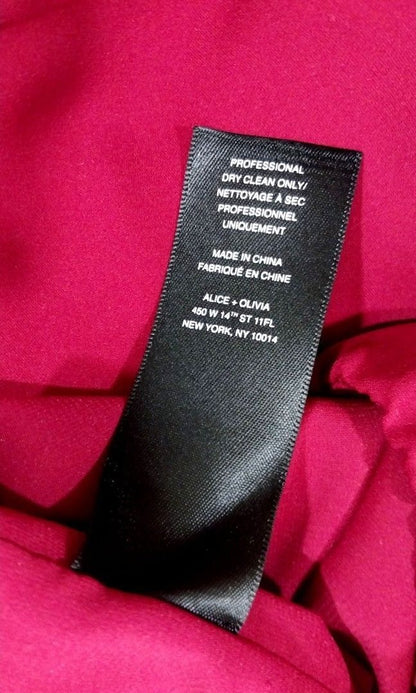 PROFESSIONAL
DRY CLEAN ONLY/
NETTOYAGE À SEC
PROFESSIONNEL
UNIQUEMENT
MADE IN CHINA
FABRIQUÉ EN CHINE
ALICE + OLIVIA
450 W 14TH ST 11FL
NEW YORK, NY 10014